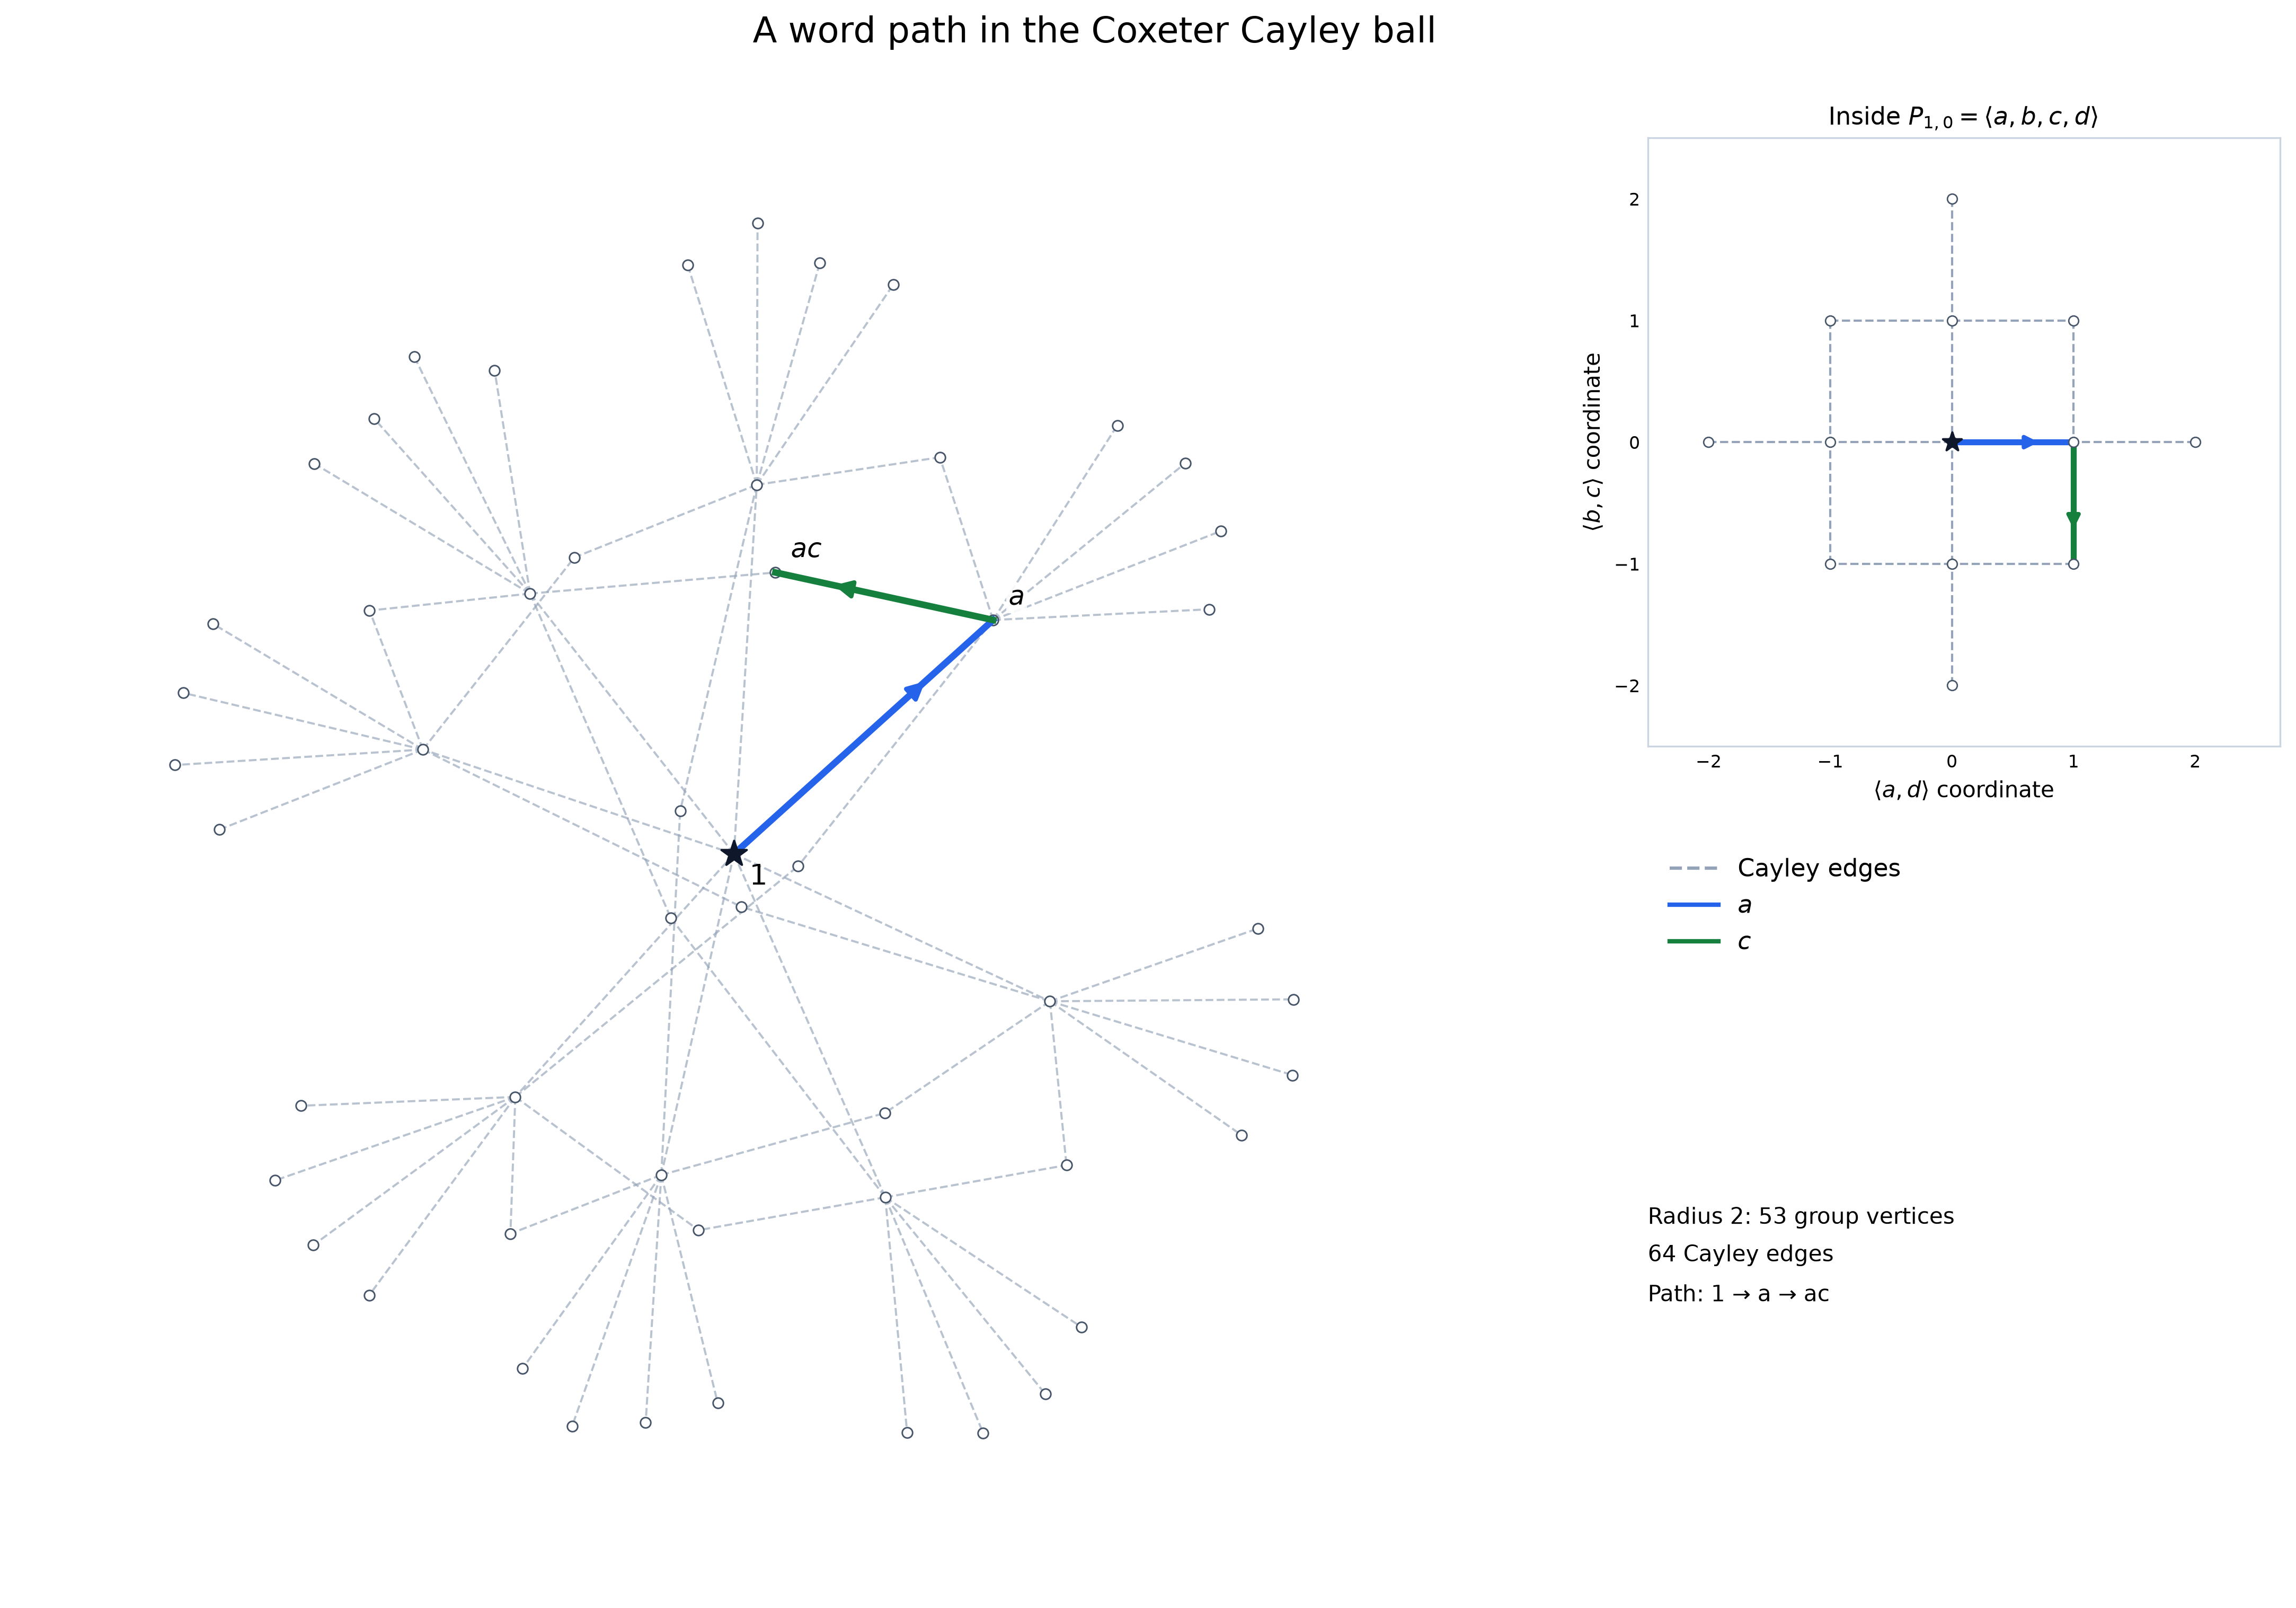 A word path in the Coxeter Cayley ball
ac
a
1
Inside P₁,₀ = ⟨a, b, c, d⟩
2
1
0
−1
−2
⟨b, c⟩ coordinate
−2 −1 0 1 2
⟨a, d⟩ coordinate
Cayley edges
a
c
Radius 2: 53 group vertices
64 Cayley edges
Path: 1 → a → ac